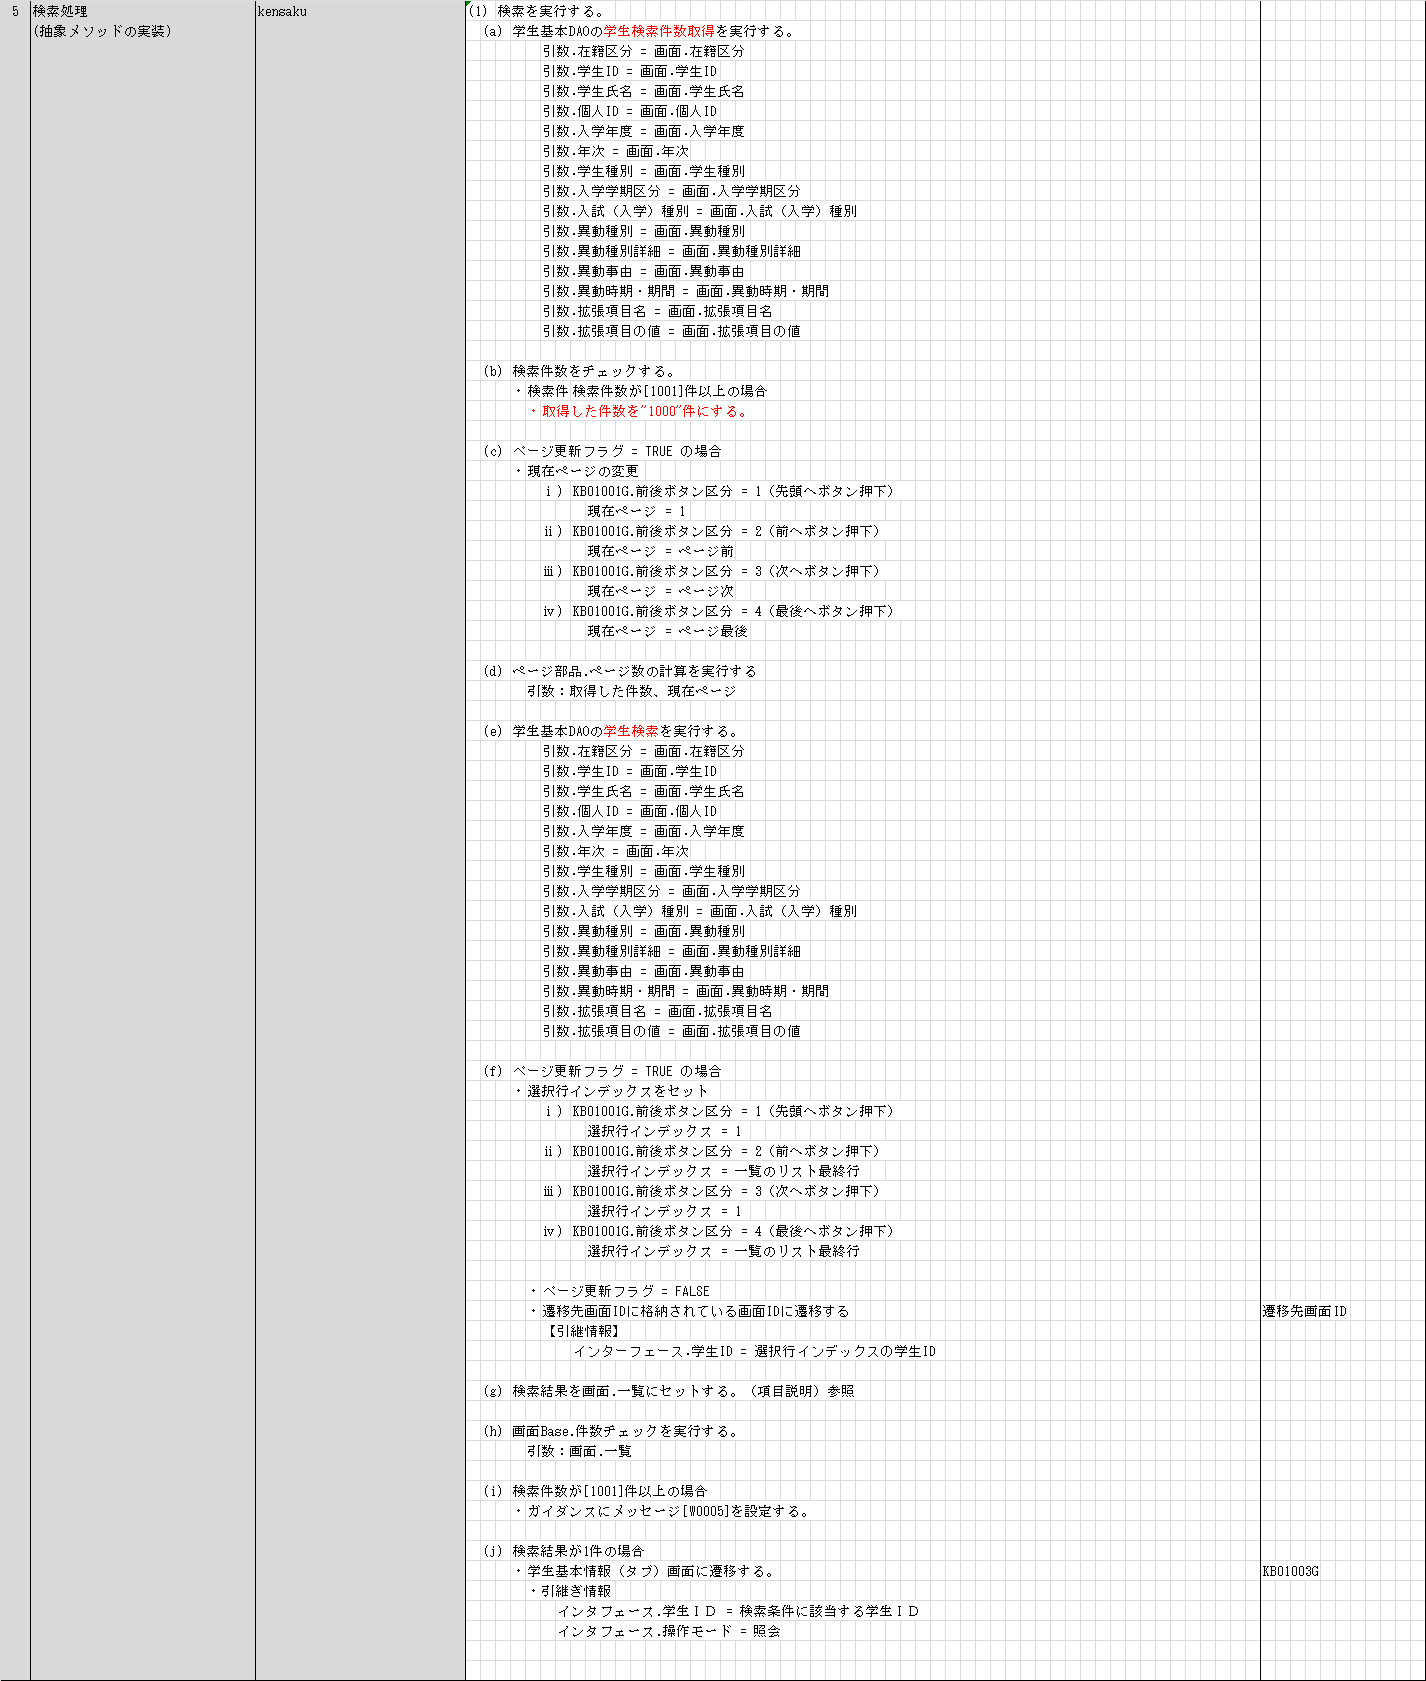 5 検索処理 kensaku (1) 検索を実行する。
(抽象メソッドの実装) (a) 学生基本DAOの学生検索件数取得を実行する。
引数.在籍区分 = 画面.在籍区分
引数.学生ID = 画面.学生ID
引数.学生氏名 = 画面.学生氏名
引数.個人ID = 画面.個人ID
引数.入学年度 = 画面.入学年度
引数.年次 = 画面.年次
引数.学生種別 = 画面.学生種別
引数.入学学期区分 = 画面.入学学期区分
引数.入試（入学）種別 = 画面.入試（入学）種別
引数.異動種別 = 画面.異動種別
引数.異動種別詳細 = 画面.異動種別詳細
引数.異動事由 = 画面.異動事由
引数.異動時期・期間 = 画面.異動時期・期間
引数.拡張項目名 = 画面.拡張項目名
引数.拡張項目の値 = 画面.拡張項目の値
(b) 検索件数をチェックする。
・検索件 検索件数が[1001]件以上の場合
・取得した件数を"1000"件にする。
(c) ページ更新フラグ = TRUE の場合
・現在ページの変更
ⅰ) KB01001G.前後ボタン区分 = 1（先頭へボタン押下）
現在ページ = 1
ⅱ) KB01001G.前後ボタン区分 = 2（前へボタン押下）
現在ページ = ページ前
ⅲ) KB01001G.前後ボタン区分 = 3（次へボタン押下）
現在ページ = ページ次
ⅳ) KB01001G.前後ボタン区分 = 4（最後へボタン押下）
現在ページ = ページ最後
(d) ページ部品.ページ数の計算を実行する
引数：取得した件数、現在ページ
(e) 学生基本DAOの学生検索を実行する。
引数.在籍区分 = 画面.在籍区分
引数.学生ID = 画面.学生ID
引数.学生氏名 = 画面.学生氏名
引数.個人ID = 画面.個人ID
引数.入学年度 = 画面.入学年度
引数.年次 = 画面.年次
引数.学生種別 = 画面.学生種別
引数.入学学期区分 = 画面.入学学期区分
引数.入試（入学）種別 = 画面.入試（入学）種別
引数.異動種別 = 画面.異動種別
引数.異動種別詳細 = 画面.異動種別詳細
引数.異動事由 = 画面.異動事由
引数.異動時期・期間 = 画面.異動時期・期間
引数.拡張項目名 = 画面.拡張項目名
引数.拡張項目の値 = 画面.拡張項目の値
(f) ページ更新フラグ = TRUE の場合
・選択行インデックスをセット
ⅰ) KB01001G.前後ボタン区分 = 1（先頭へボタン押下）
選択行インデックス = 1
ⅱ) KB01001G.前後ボタン区分 = 2（前へボタン押下）
選択行インデックス = 一覧のリスト最終行
ⅲ) KB01001G.前後ボタン区分 = 3（次へボタン押下）
選択行インデックス = 1
ⅳ) KB01001G.前後ボタン区分 = 4（最後へボタン押下）
選択行インデックス = 一覧のリスト最終行
・ページ更新フラグ = FALSE
・遷移先画面IDに格納されている画面IDに遷移する 遷移先画面ID
【引継情報】
インターフェース.学生ID = 選択行インデックスの学生ID
(g) 検索結果を画面.一覧にセットする。（項目説明）参照
(h) 画面Base.件数チェックを実行する。
引数：画面.一覧
(i) 検索件数が[1001]件以上の場合
・ガイダンスにメッセージ[W0005]を設定する。
(j) 検索結果が1件の場合
・学生基本情報（タブ）画面に遷移する。 KB01003G
・引継ぎ情報
インタフェース.学生ＩＤ = 検索条件に該当する学生ＩＤ
インタフェース.操作モード = 照会